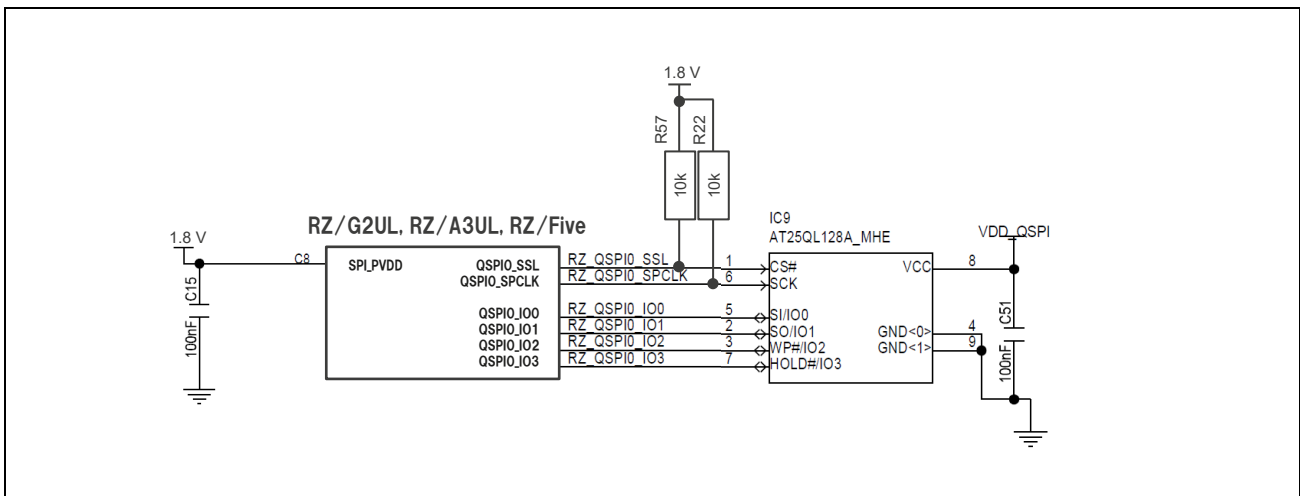 1.8 V
R57
R22
10k
10k
RZ/G2UL, RZ/A3UL, RZ/Five
IC9
AT25QL128A_MHE
1.8 V
VDD_QSPI
C8
SPI_PVDD
QSPI0_SSL
RZ_QSPI0_SSL
1
CS#
VCC
8
QSPI0_SPCLK
RZ_QSPI0_SPCLK
6
SCK
C15
100nF
QSPI0_IO0
RZ_QSPI0_IO0
5
SI/IO0
QSPI0_IO1
RZ_QSPI0_IO1
2
SO/IO1
GND<0>
4
QSPI0_IO2
RZ_QSPI0_IO2
3
WP#/IO2
GND<1>
9
QSPI0_IO3
RZ_QSPI0_IO3
7
HOLD#/IO3
C51
100nF